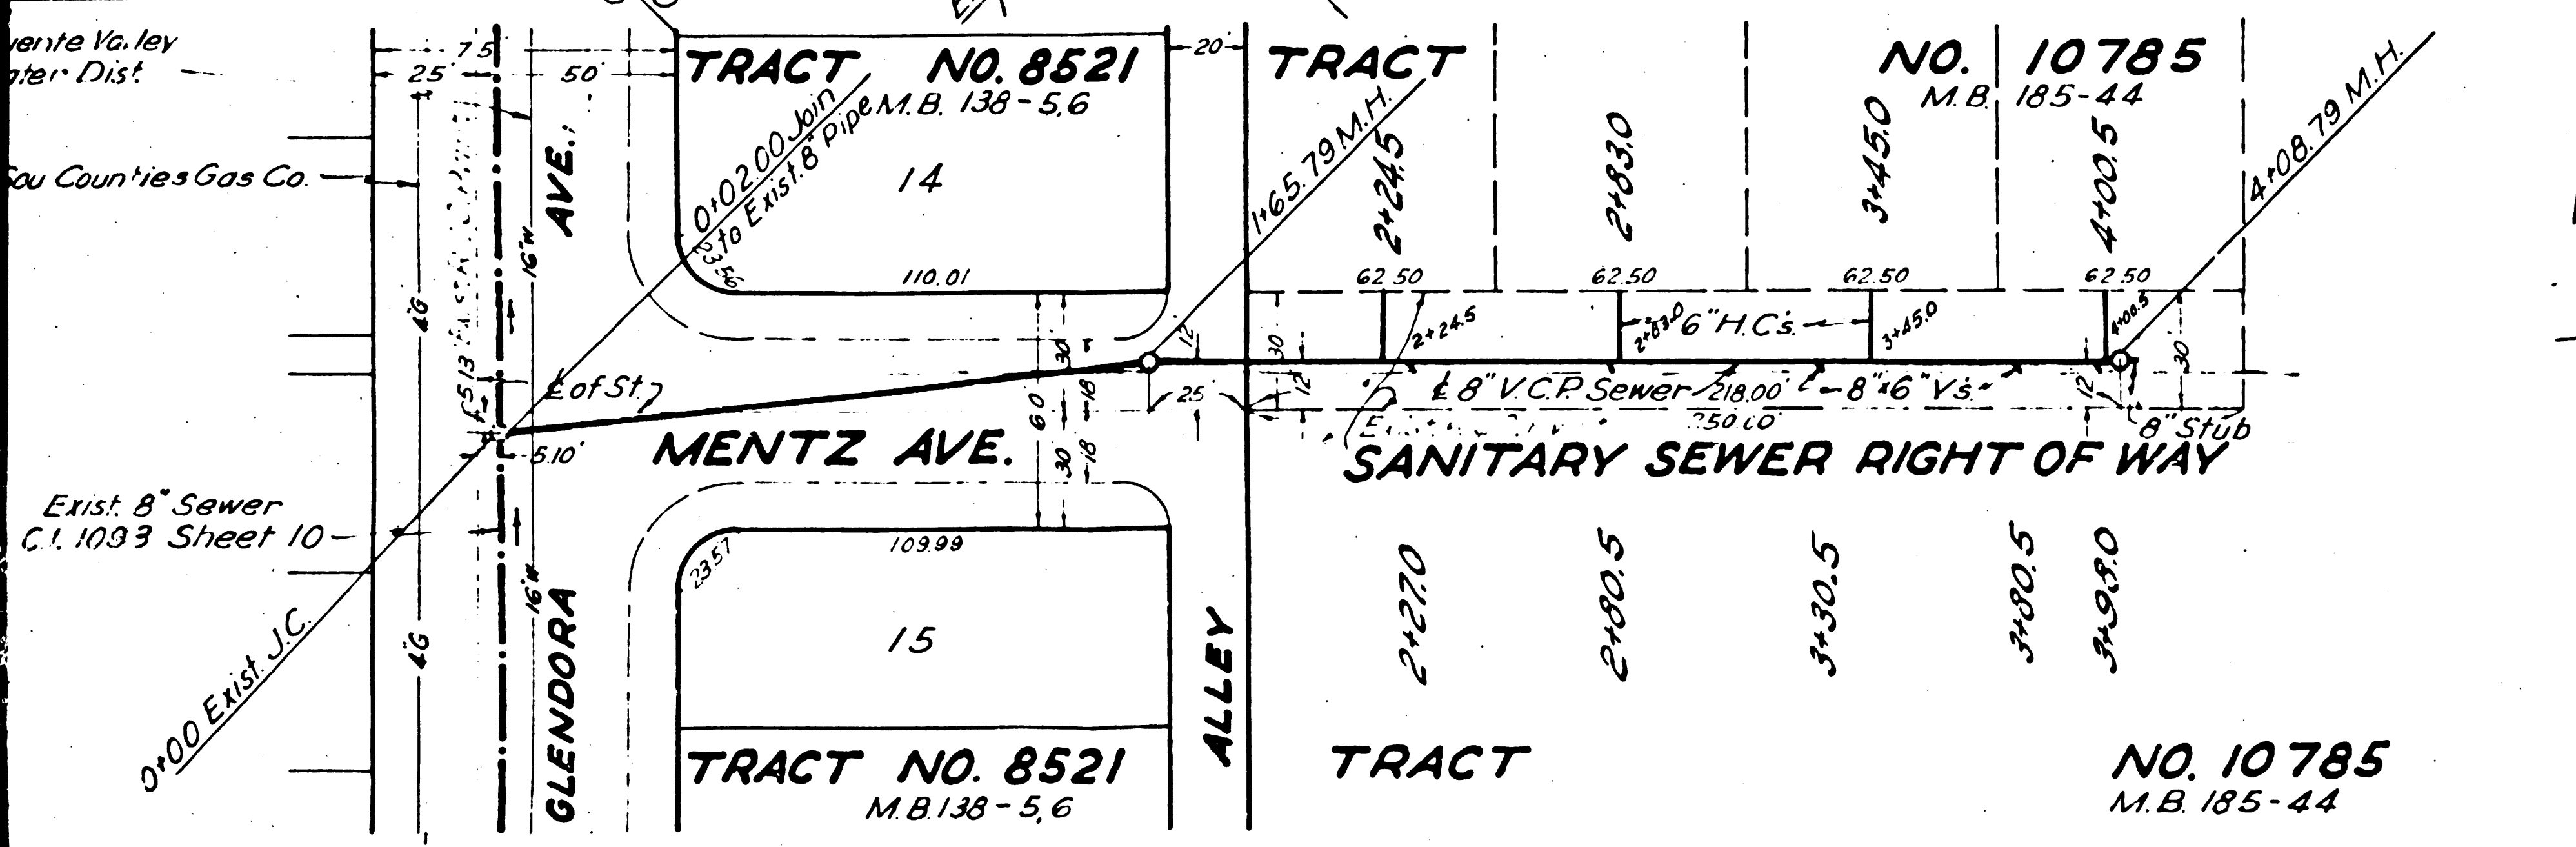 Valley
Dist.
75'
25'
50'
TRACT NO. 8521
M.B. 138-5,6
20'
TRACT NO. 10785
M.B. 185-44
Sou Counties Gas Co.
AVE.
16"W
4"G
0+02.00 Join
to Exist. 8" Pipe
14
23.56
110.01
1+65.79 M.H.
2+24.5
2+83.0
3+45.0
4+00.5
4+08.79 M.H.
62.50
62.50
62.50
62.50
2+24.5
2+83.0
6" H.C's.
3+45.0
4+00.5
30'
12'
30'
12'
30'
12'
5.13
℄ of St.
5.10'
60'
18
18
30'
25'
℄ 8" V.C.P. Sewer
218.00'
8"x6" Y's
250.00'
8" Stub
MENTZ AVE.
SANITARY SEWER RIGHT OF WAY
Exist. 8" Sewer
C.I. 1093 Sheet 10
0+00 Exist. J.C.
4"G
16"W
GLENDORA
23.57
109.99
15
ALLEY
2+27.0
2+80.5
3+30.5
3+80.5
3+98.0
TRACT NO. 8521
M.B. 138-5,6
TRACT NO. 10785
M.B. 185-44